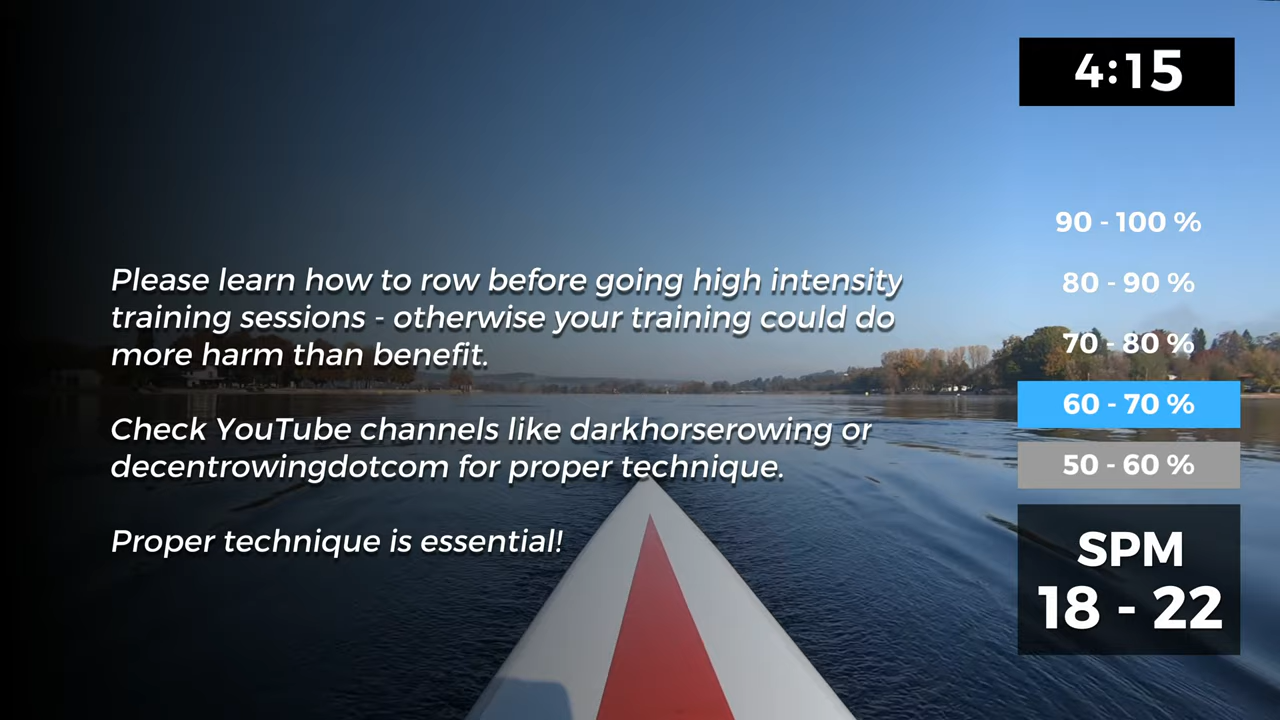 4:15
90 - 100 %
80 - 90 %
70 - 80 %
60 - 70 %
50 - 60 %
SPM
18 - 22
Please learn how to row before going high intensity
training sessions - otherwise your training could do
more harm than benefit.
Check YouTube channels like darkhorserowing or
decentrowingdotcom for proper technique.
Proper technique is essential!